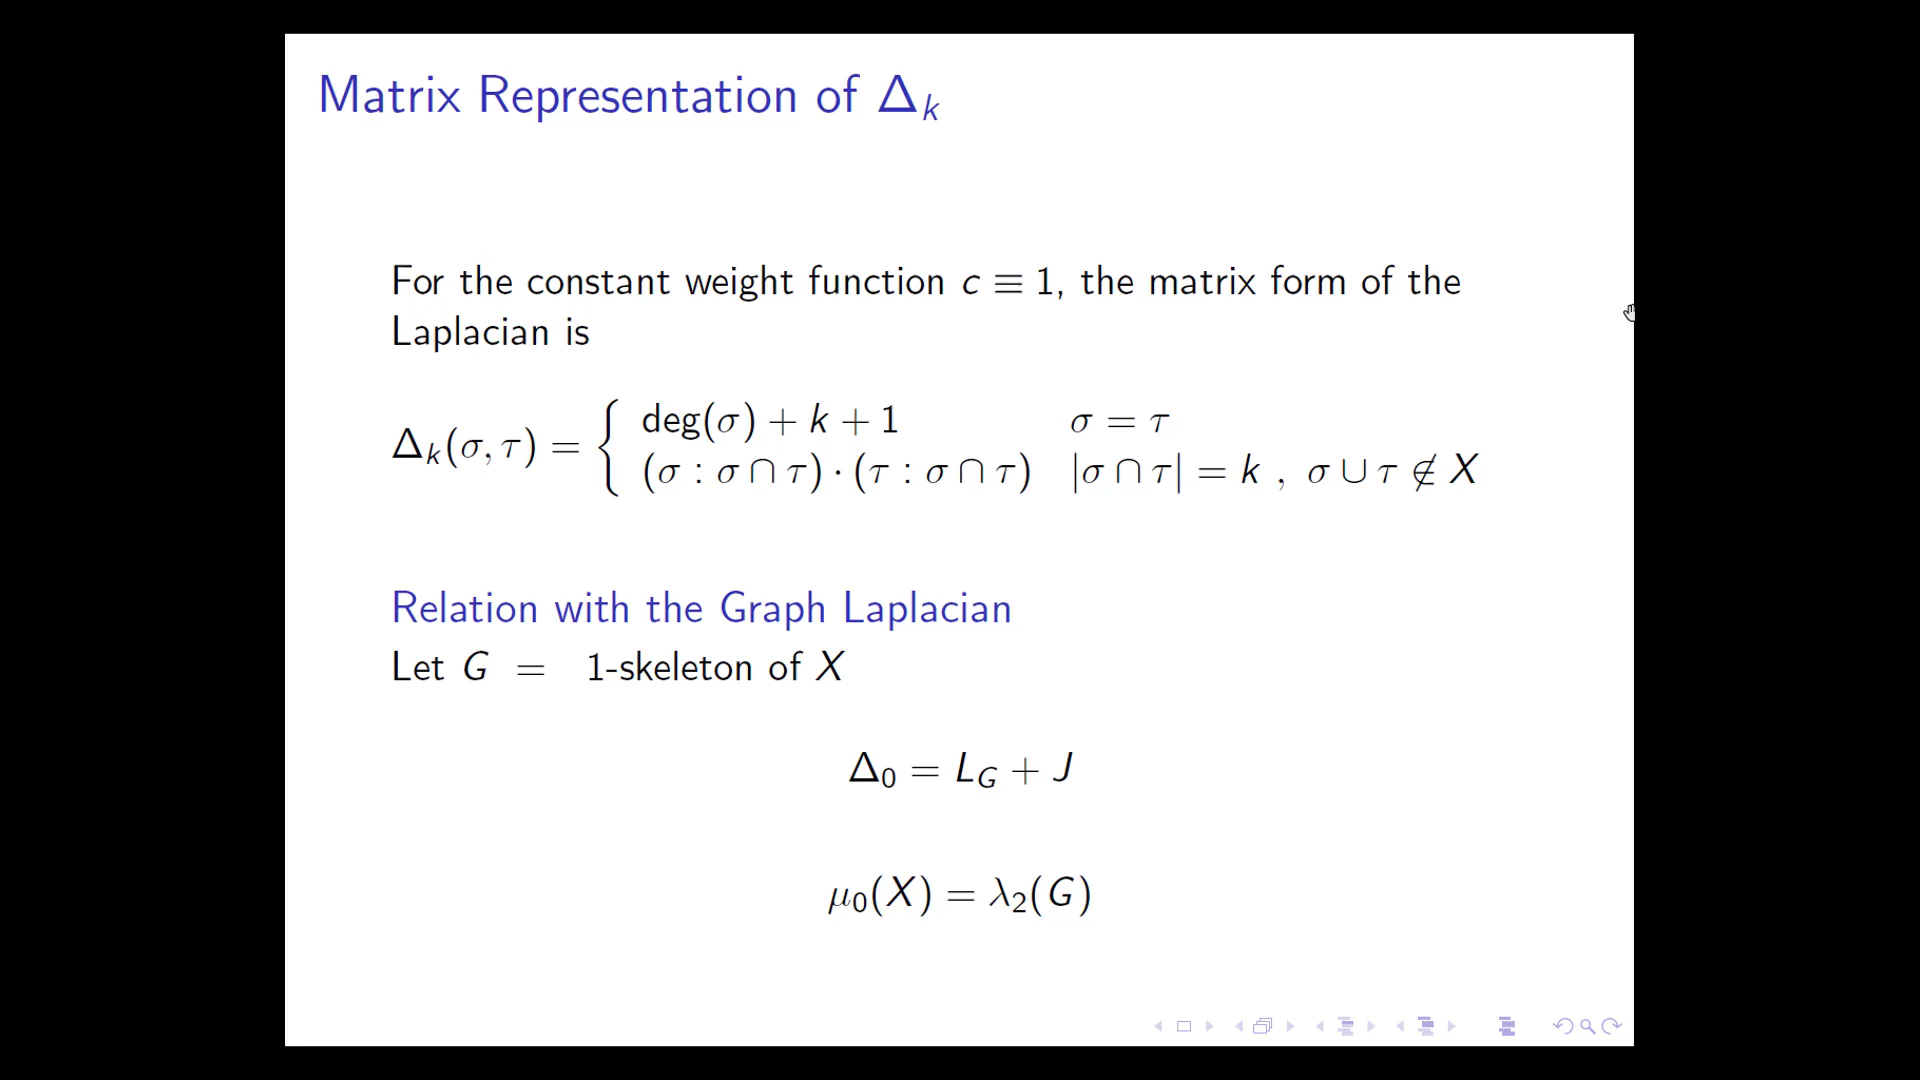 Matrix Representation of Δ_k
For the constant weight function c ≡ 1, the matrix form of the
Laplacian is
Δ_k(σ, τ) = { deg(σ) + k + 1    σ = τ
(σ : σ ∩ τ) · (τ : σ ∩ τ)    |σ ∩ τ| = k , σ ∪ τ ∉ X
Relation with the Graph Laplacian
Let G = 1-skeleton of X
Δ_0 = L_G + J
μ_0(X) = λ_2(G)